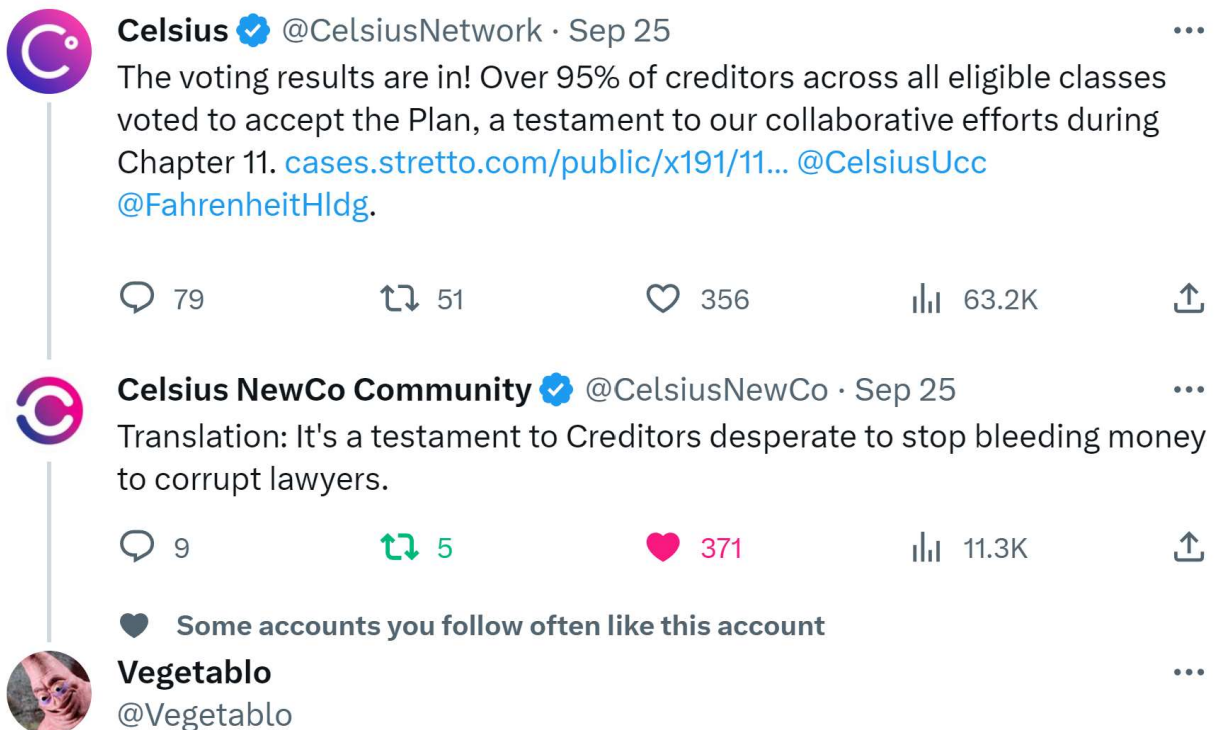 Celsius @CelsiusNetwork · Sep 25
The voting results are in! Over 95% of creditors across all eligible classes
voted to accept the Plan, a testament to our collaborative efforts during
Chapter 11. cases.stretto.com/public/x191/11... @CelsiusUcc
@FahrenheitHldg.
79 51 356 63.2K
Celsius NewCo Community @CelsiusNewCo · Sep 25
Translation: It's a testament to Creditors desperate to stop bleeding money
to corrupt lawyers.
9 5 371 11.3K
Some accounts you follow often like this account
Vegetablo
@Vegetablo